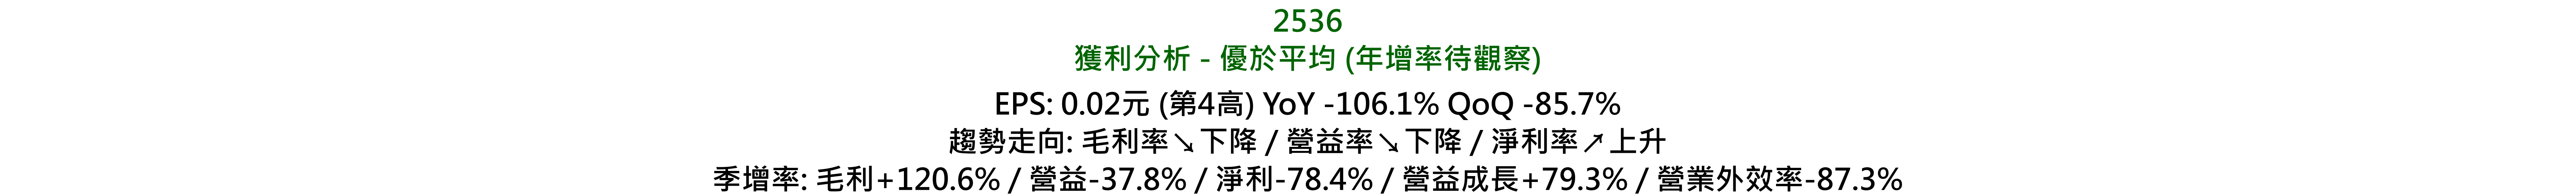 2536
獲利分析 - 優於平均 (年增率待觀察)
EPS: 0.02元 (第4高) YoY -106.1% QoQ -85.7%
趨勢走向: 毛利率↘下降 / 營益率↘下降 / 淨利率↗上升
季增率: 毛利+120.6% / 營益-37.8% / 淨利-78.4% / 營益成長+79.3% / 營業外效率-87.3%